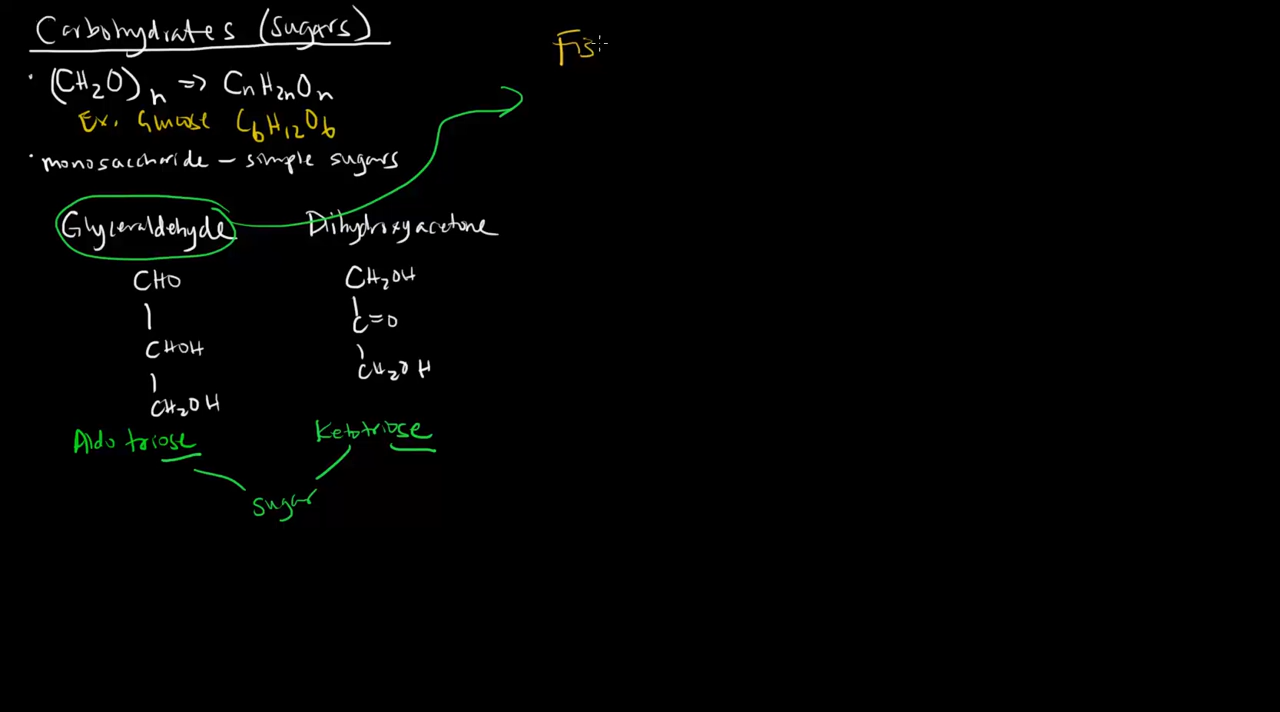 Carbohydrates (sugars)
· (CH₂O)n => CnH₂nOn
Ex. Glucose C₆H₁₂O₆
· monosaccharide – simple sugars
Glyceraldehyde
CHO
CHOH
CH₂OH
Aldotriose
Dihydroxyacetone
CH₂OH
C=O
CH₂OH
Ketotriose
sugar
Fis